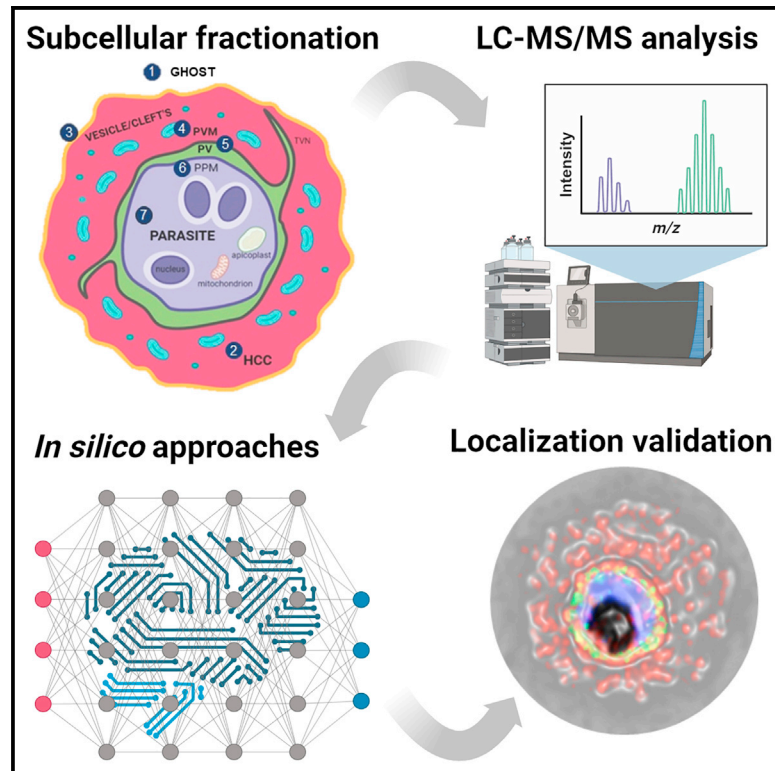 Subcellular fractionation
LC-MS/MS analysis
1 GHOST
3 VESICLE/CLEFT'S
4 PVM
TVN
PV 5
6 PPM
7
PARASITE
apicoplast
nucleus
mitochondrion
2 HCC
Intensity
m/z
In silico approaches
Localization validation